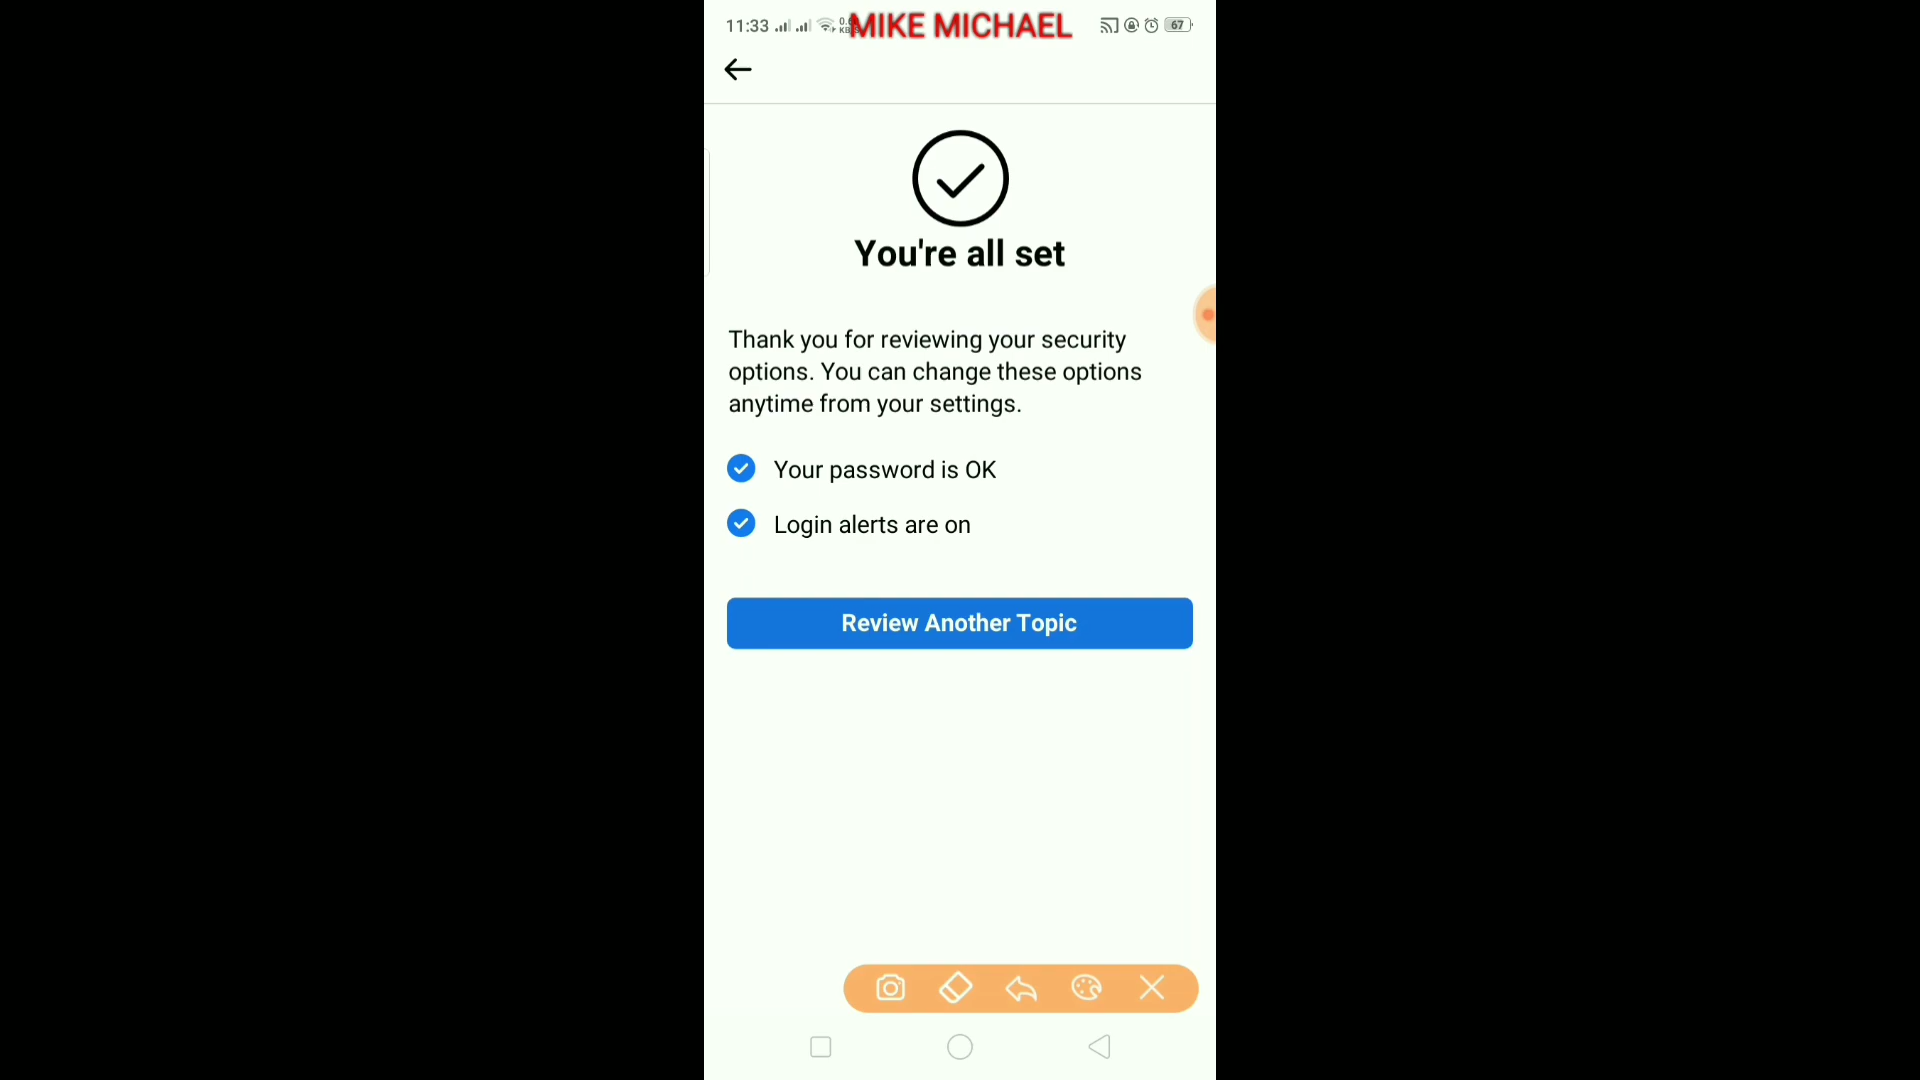 11:33
MIKE MICHAEL
67
You're all set
Thank you for reviewing your security
options. You can change these options
anytime from your settings.
Your password is OK
Login alerts are on
Review Another Topic